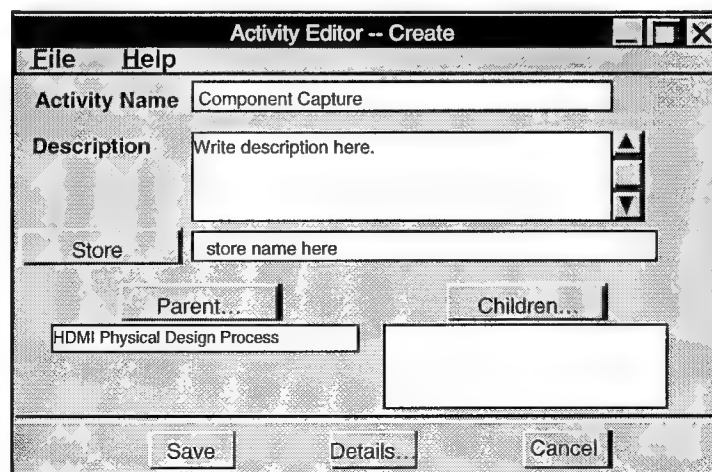 Activity Editor -- Create
File Help
Activity Name Component Capture
Description Write description here.
Store store name here
Parent... Children...
HDMI Physical Design Process
Save Details... Cancel